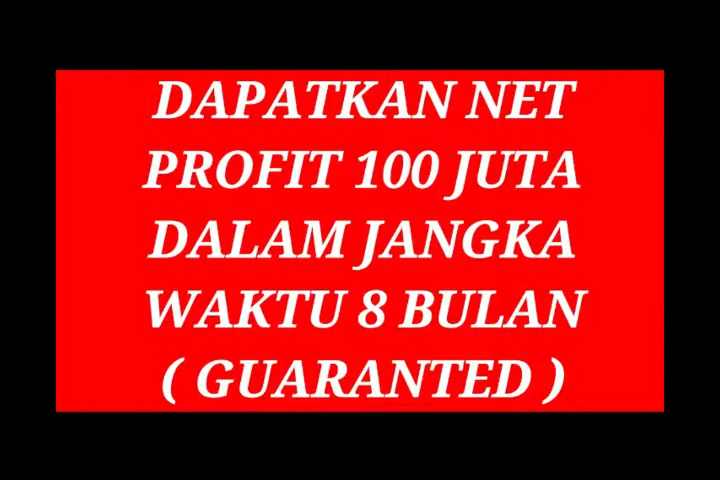 DAPATKAN NET
PROFIT 100 JUTA
DALAM JANGKA
WAKTU 8 BULAN
( GUARANTED )